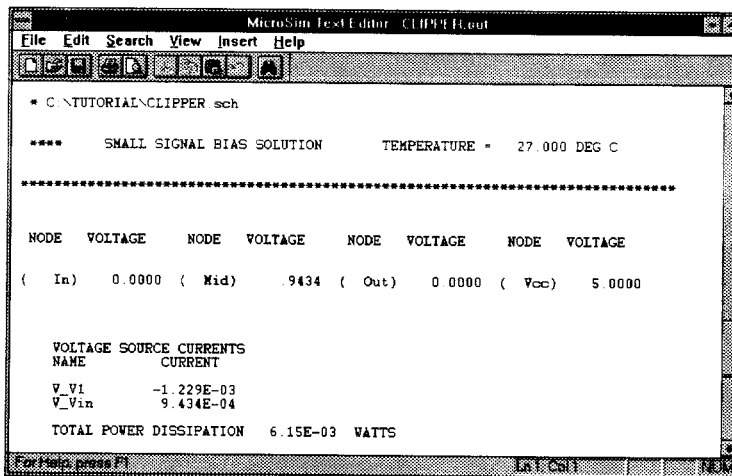 MicroSim Text Editor - CLIPPER.out
File Edit Search View Insert Help
* C:\TUTORIAL\CLIPPER.sch
**** SMALL SIGNAL BIAS SOLUTION TEMPERATURE = 27.000 DEG C
******************************************************************************
NODE VOLTAGE NODE VOLTAGE NODE VOLTAGE NODE VOLTAGE
( In) 0.0000 ( Mid) .9434 ( Out) 0.0000 ( Vcc) 5.0000
VOLTAGE SOURCE CURRENTS
NAME CURRENT
V_V1 -1.229E-03
V_Vin 9.434E-04
TOTAL POWER DISSIPATION 6.15E-03 WATTS
For Help, press F1 Ln 1 Col 1 NUM